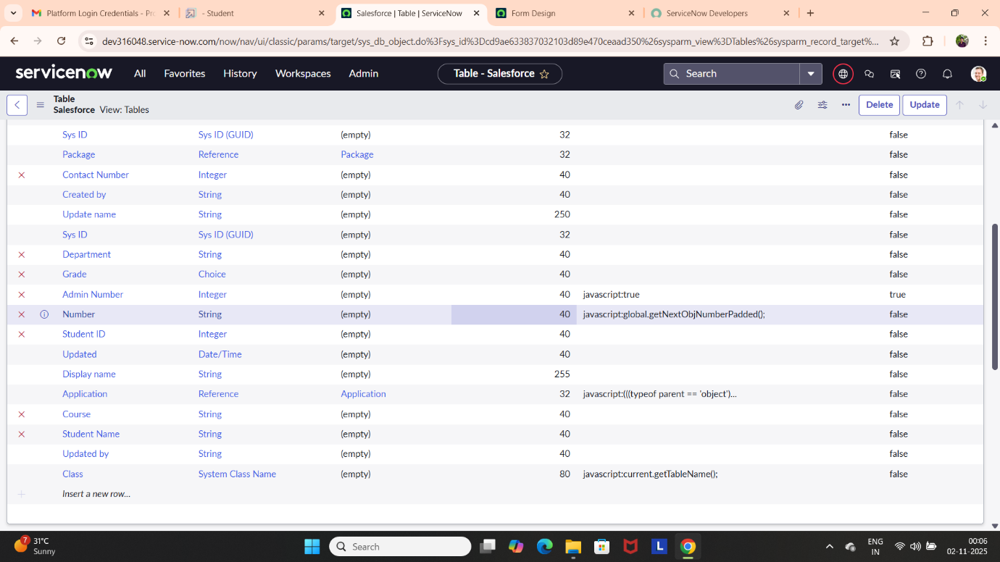 Platform Login Credentials - Pro
- Student
Salesforce | Table | ServiceNow
Form Design
ServiceNow Developers
dev316048.service-now.com/now/nav/ui/classic/params/target/sys_db_object.do%3Fsys_id%3Dcd9ae633837032103d89e470ceaad350%26sysparm_view%3DTables%26sysparm_record_target%...
servicenow All Favorites History Workspaces Admin Table - Salesforce Search
Table
Salesforce View: Tables Delete Update
Sys ID Sys ID (GUID) (empty) 32 false
Package Reference Package 32 false
Contact Number Integer (empty) 40 false
Created by String (empty) 40 false
Update name String (empty) 250 false
Sys ID Sys ID (GUID) (empty) 32 false
Department String (empty) 40 false
Grade Choice (empty) 40 false
Admin Number Integer (empty) 40 javascript:true true
Number String (empty) 40 javascript:global.getNextObjNumberPadded(); false
Student ID Integer (empty) 40 false
Updated Date/Time (empty) 40 false
Display name String (empty) 255 false
Application Reference Application 32 javascript:(((typeof parent == 'object')... false
Course String (empty) 40 false
Student Name String (empty) 40 false
Updated by String (empty) 40 false
Class System Class Name (empty) 80 javascript:current.getTableName(); false
Insert a new row...
7
31°C
Sunny
Search
L
ENG
IN
00:06
02-11-2025